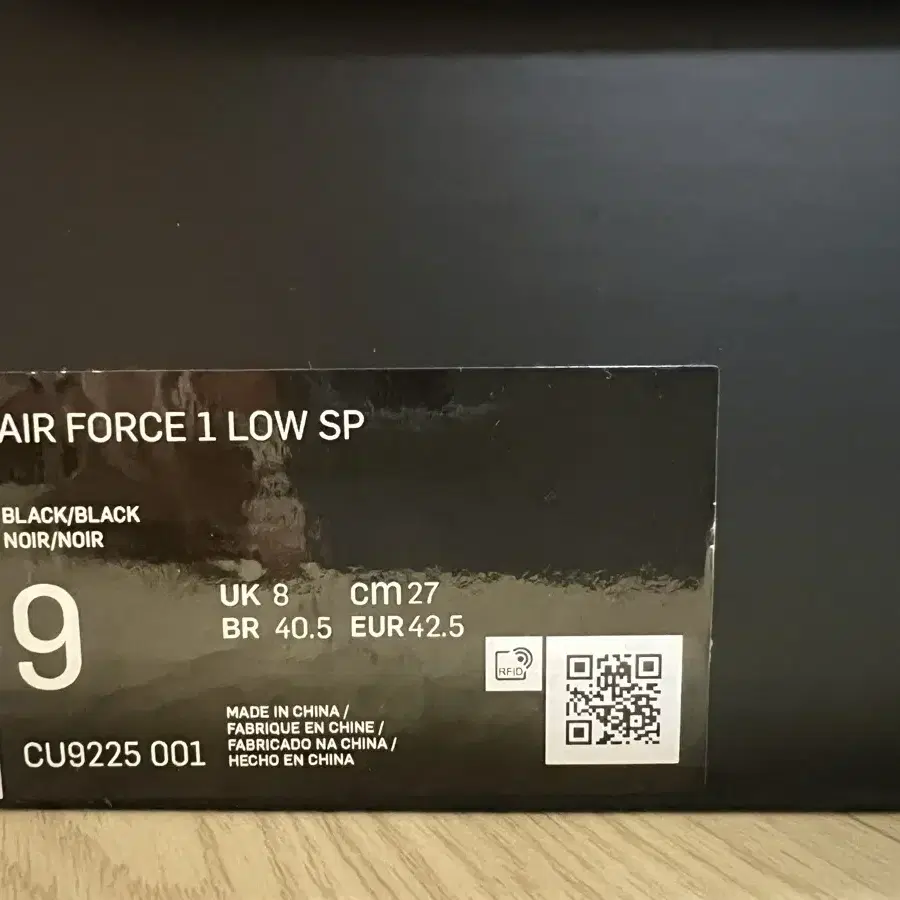 AIR FORCE 1 LOW SP
BLACK/BLACK
NOIR/NOIR
9
UK 8 cm 27
BR 40.5 EUR 42.5
RFID
MADE IN CHINA /
FABRIQUE EN CHINE /
FABRICADO NA CHINA /
HECHO EN CHINA
CU9225 001